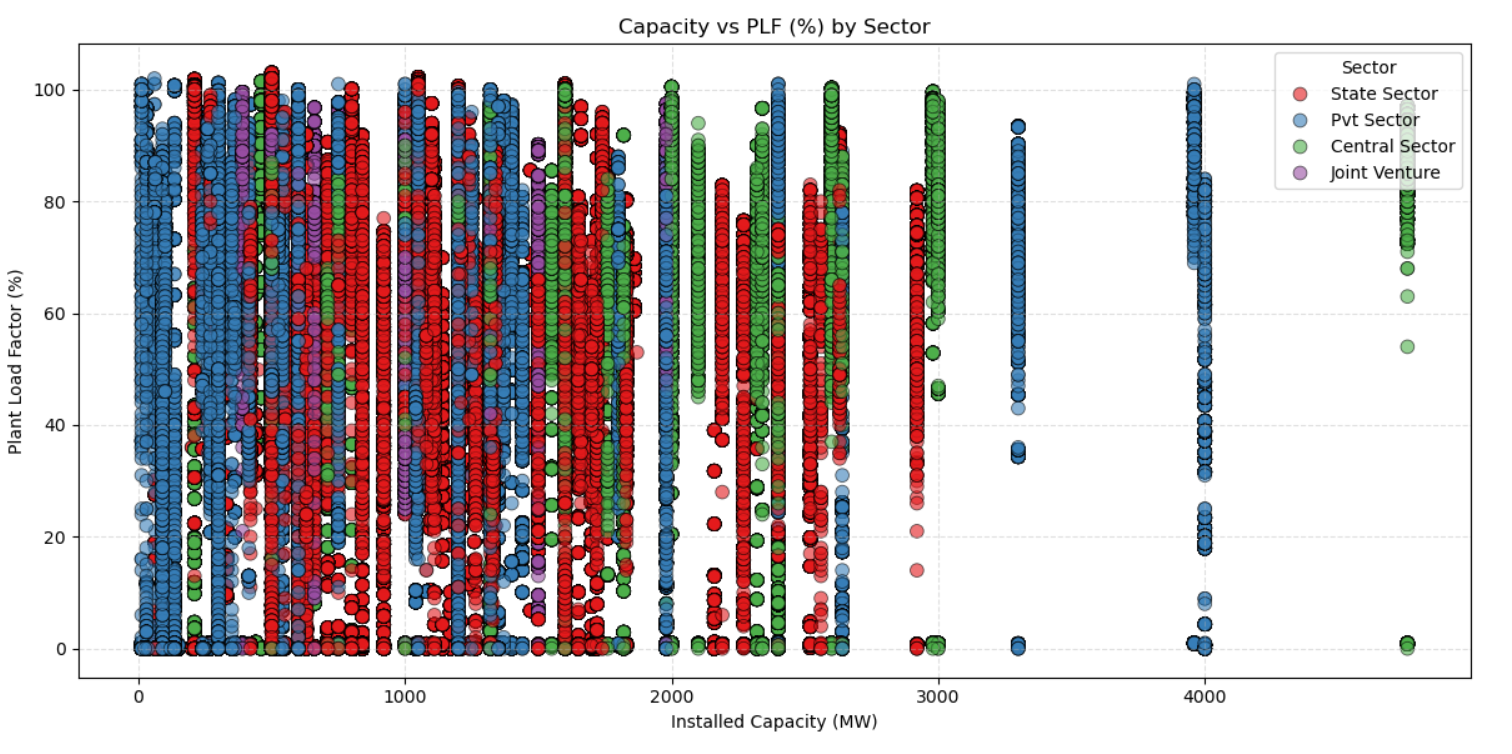 Capacity vs PLF (%) by Sector
Plant Load Factor (%)
100
80
60
40
20
0
0
1000
2000
3000
4000
Installed Capacity (MW)
Sector
State Sector
Pvt Sector
Central Sector
Joint Venture